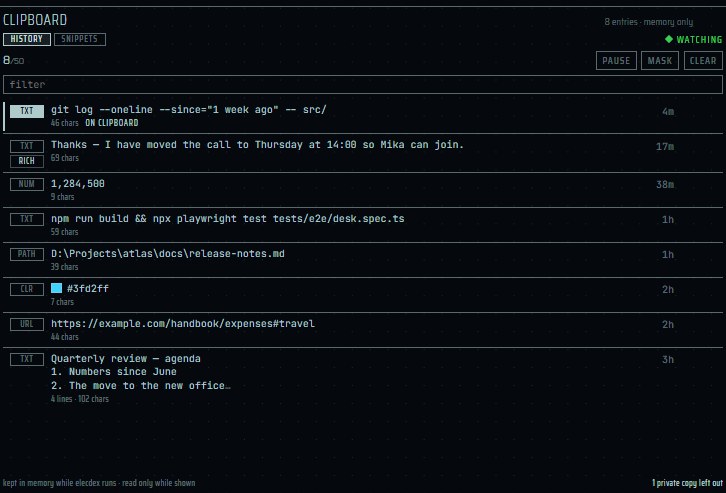 CLIPBOARD
8 entries · memory only
HISTORY SNIPPETS
◆ WATCHING
8/50
PAUSE MASK CLEAR
filter
TXT git log --oneline --since="1 week ago" -- src/ 4m
46 chars ON CLIPBOARD
TXT Thanks — I have moved the call to Thursday at 14:00 so Mika can join. 17m
RICH 69 chars
NUM 1,284,500 38m
9 chars
TXT npm run build && npx playwright test tests/e2e/desk.spec.ts 1h
59 chars
PATH D:\Projects\atlas\docs\release-notes.md 1h
39 chars
CLR #3fd2ff 2h
7 chars
URL https://example.com/handbook/expenses#travel 2h
44 chars
TXT Quarterly review — agenda 3h
1. Numbers since June
2. The move to the new office…
4 lines · 102 chars
kept in memory while elecdex runs · read only while shown
1 private copy left out